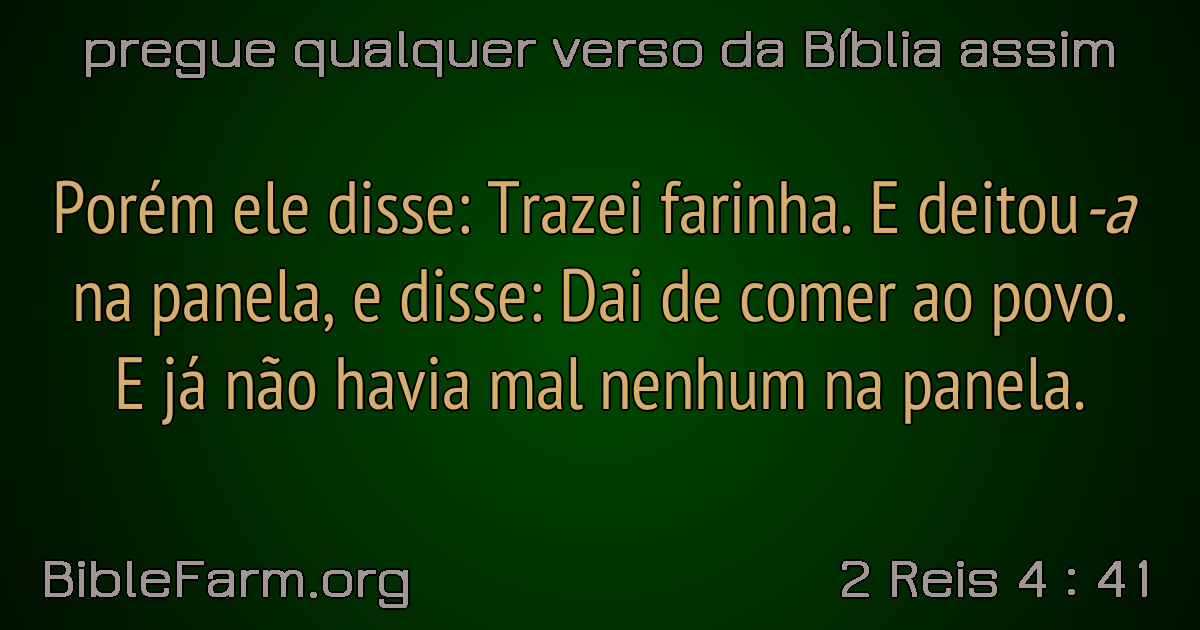 pregue qualquer verso da Bíblia assim
Porém ele disse: Trazei farinha. E deitou-a
na panela, e disse: Dai de comer ao povo.
E já não havia mal nenhum na panela.
BibleFarm.org
2 Reis 4 : 41